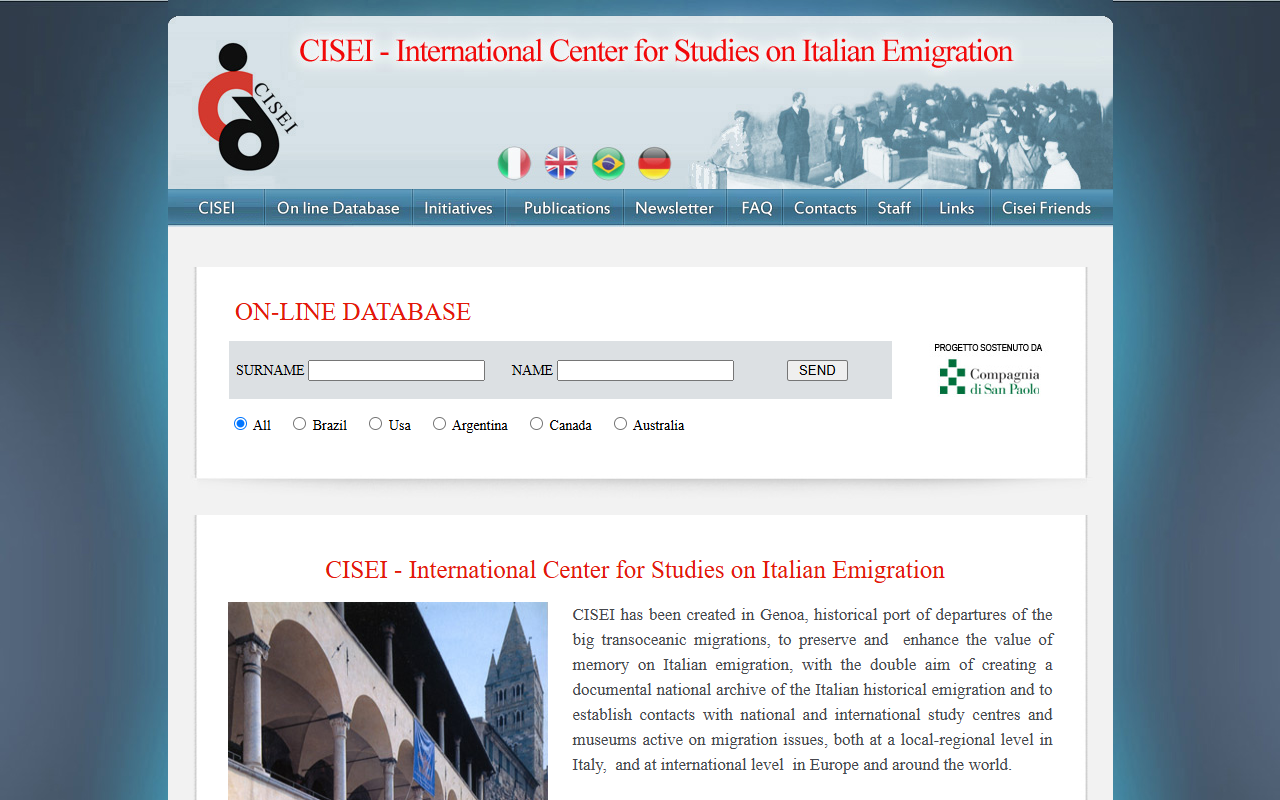 CISEI - International Center for Studies on Italian Emigration
CISEI
CISEI On line Database Initiatives Publications Newsletter FAQ Contacts Staff Links Cisei Friends
ON-LINE DATABASE
SURNAME NAME SEND
PROGETTO SOSTENUTO DA
Compagnia
di San Paolo
All Brazil Usa Argentina Canada Australia
CISEI - International Center for Studies on Italian Emigration
CISEI has been created in Genoa, historical port of departures of the
big transoceanic migrations, to preserve and enhance the value of
memory on Italian emigration, with the double aim of creating a
documental national archive of the Italian historical emigration and to
establish contacts with national and international study centres and
museums active on migration issues, both at a local-regional level in
Italy, and at international level in Europe and around the world.